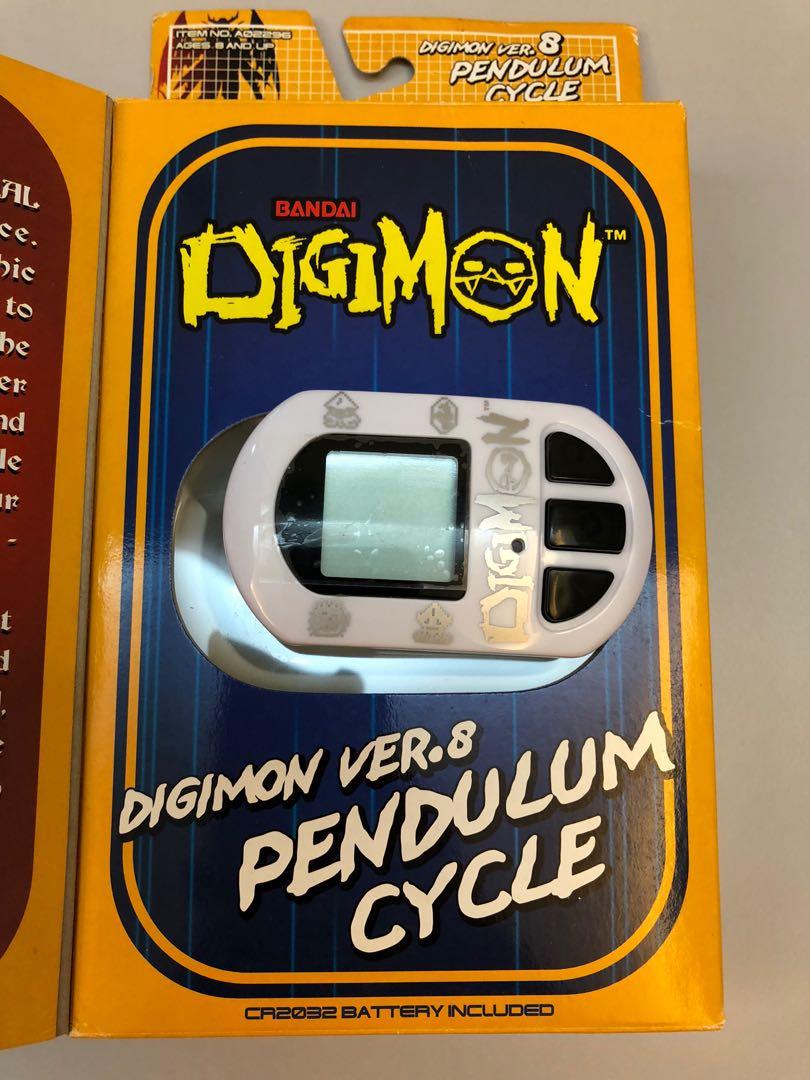 ITEM NO. A02296
AGES 8 AND UP
DIGIMON VER. 8
PENDULUM
CYCLE
AL
ce.
hic
to
he
er
nd
le
ur
-
t
d
BANDAI
DIGIMON™
DIGIMON™
DIGIMON VER.8
PENDULUM
CYCLE
CR2032 BATTERY INCLUDED